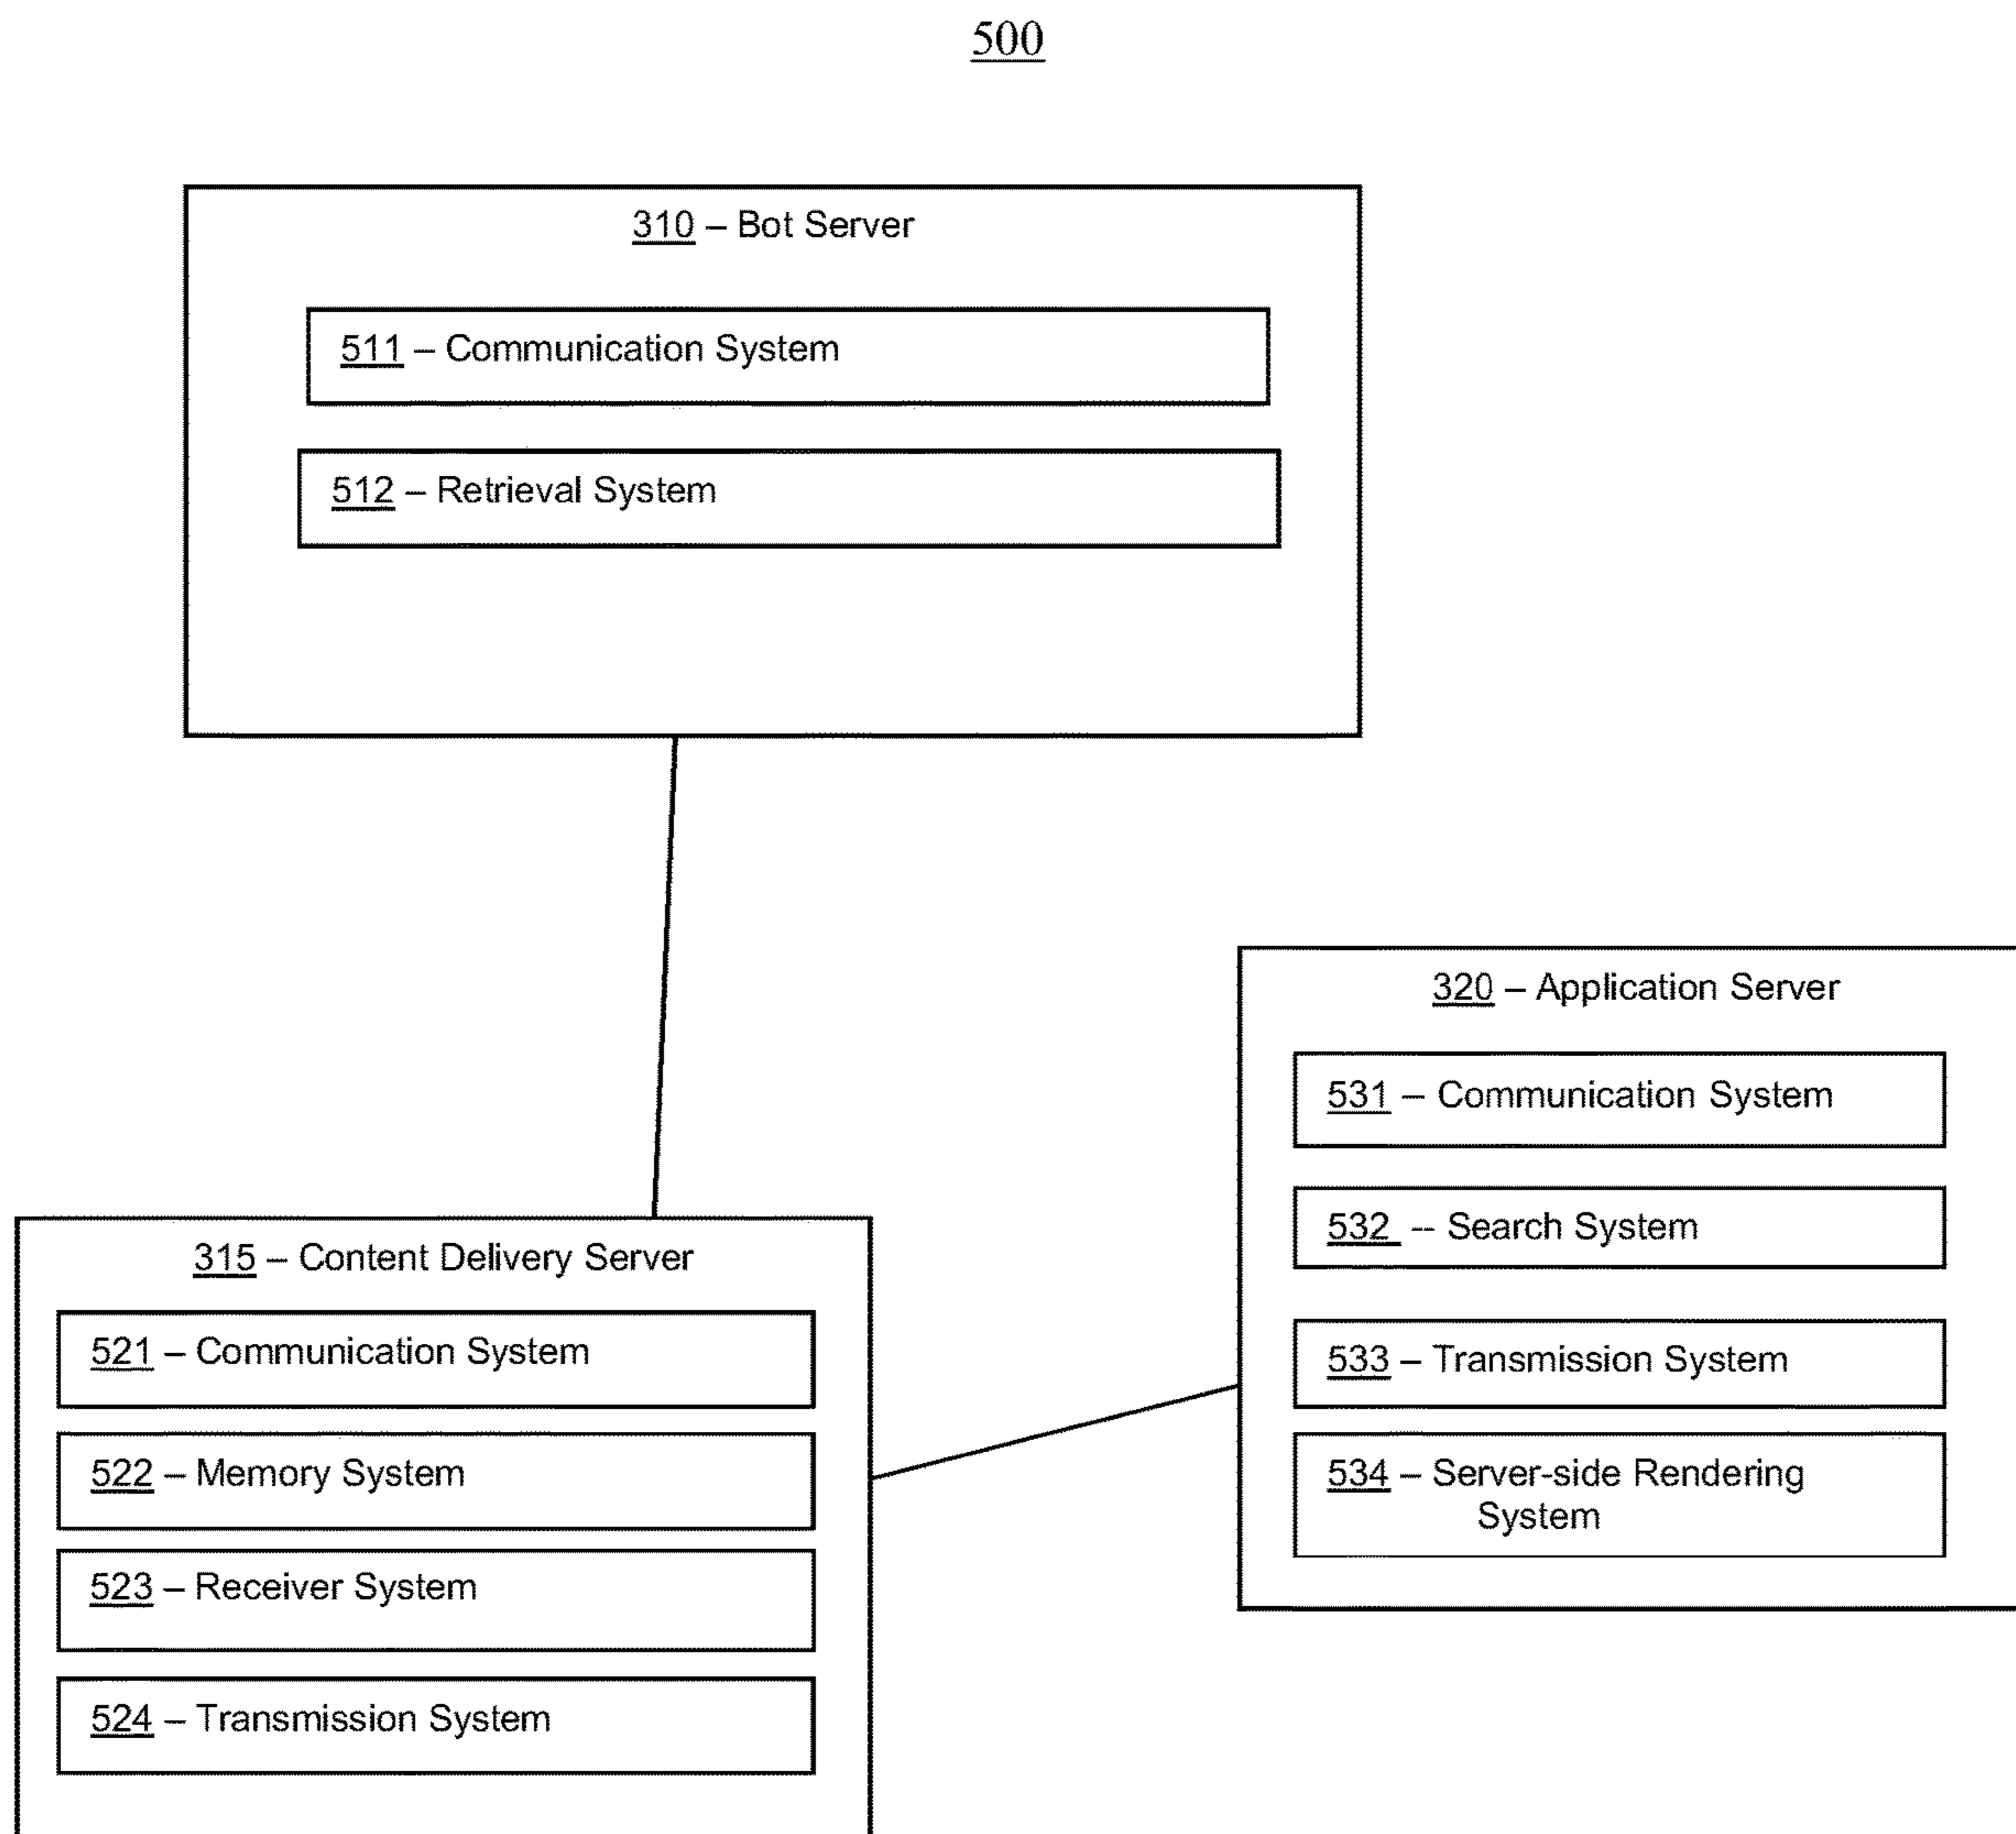 500
310 – Bot Server
511 – Communication System
512 – Retrieval System
320 – Application Server
531 – Communication System
532 -- Search System
533 – Transmission System
534 – Server-side Rendering
System
315 – Content Delivery Server
521 – Communication System
522 – Memory System
523 – Receiver System
524 – Transmission System